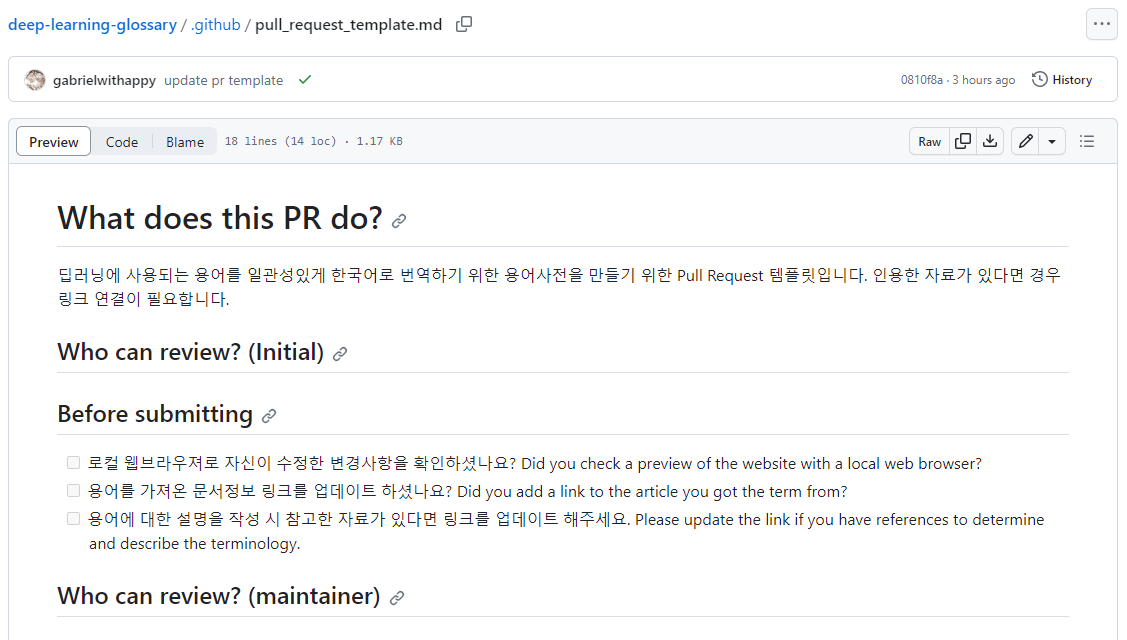 deep-learning-glossary / .github / pull_request_template.md
gabrielwithappy update pr template 0810f8a · 3 hours ago History
Preview Code Blame 18 lines (14 loc) · 1.17 KB Raw
What does this PR do?
딥러닝에 사용되는 용어를 일관성있게 한국어로 번역하기 위한 용어사전을 만들기 위한 Pull Request 템플릿입니다. 인용한 자료가 있다면 경우
링크 연결이 필요합니다.
Who can review? (Initial)
Before submitting
로컬 웹브라우져로 자신이 수정한 변경사항을 확인하셨나요? Did you check a preview of the website with a local web browser?
용어를 가져온 문서정보 링크를 업데이트 하셨나요? Did you add a link to the article you got the term from?
용어에 대한 설명을 작성 시 참고한 자료가 있다면 링크를 업데이트 해주세요. Please update the link if you have references to determine
and describe the terminology.
Who can review? (maintainer)